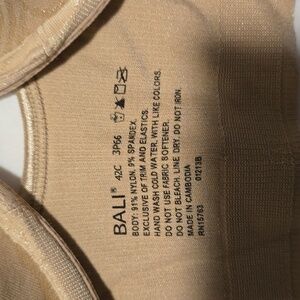 BALI®
42C 3P66
BODY: 91% NYLON, 9% SPANDEX.
EXCLUSIVE OF TRIM AND ELASTICS.
HAND WASH COLD WATER, WITH LIKE COLORS.
DO NOT USE FABRIC SOFTENER.
DO NOT BLEACH. LINE DRY. DO NOT IRON.
MADE IN CAMBODIA
RN15763 01213B